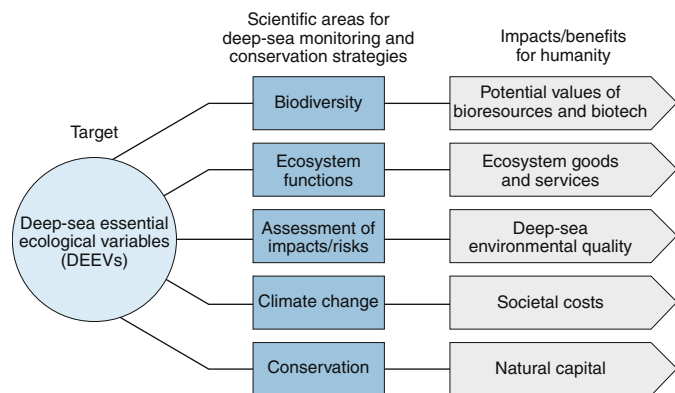 Scientific areas for
deep-sea monitoring and
conservation strategies
Impacts/benefits
for humanity
Target
Deep-sea essential
ecological variables
(DEEVs)
Biodiversity
Potential values of
bioresources and biotech
Ecosystem
functions
Ecosystem goods
and services
Assessment of
impacts/risks
Deep-sea
environmental quality
Climate change
Societal costs
Conservation
Natural capital